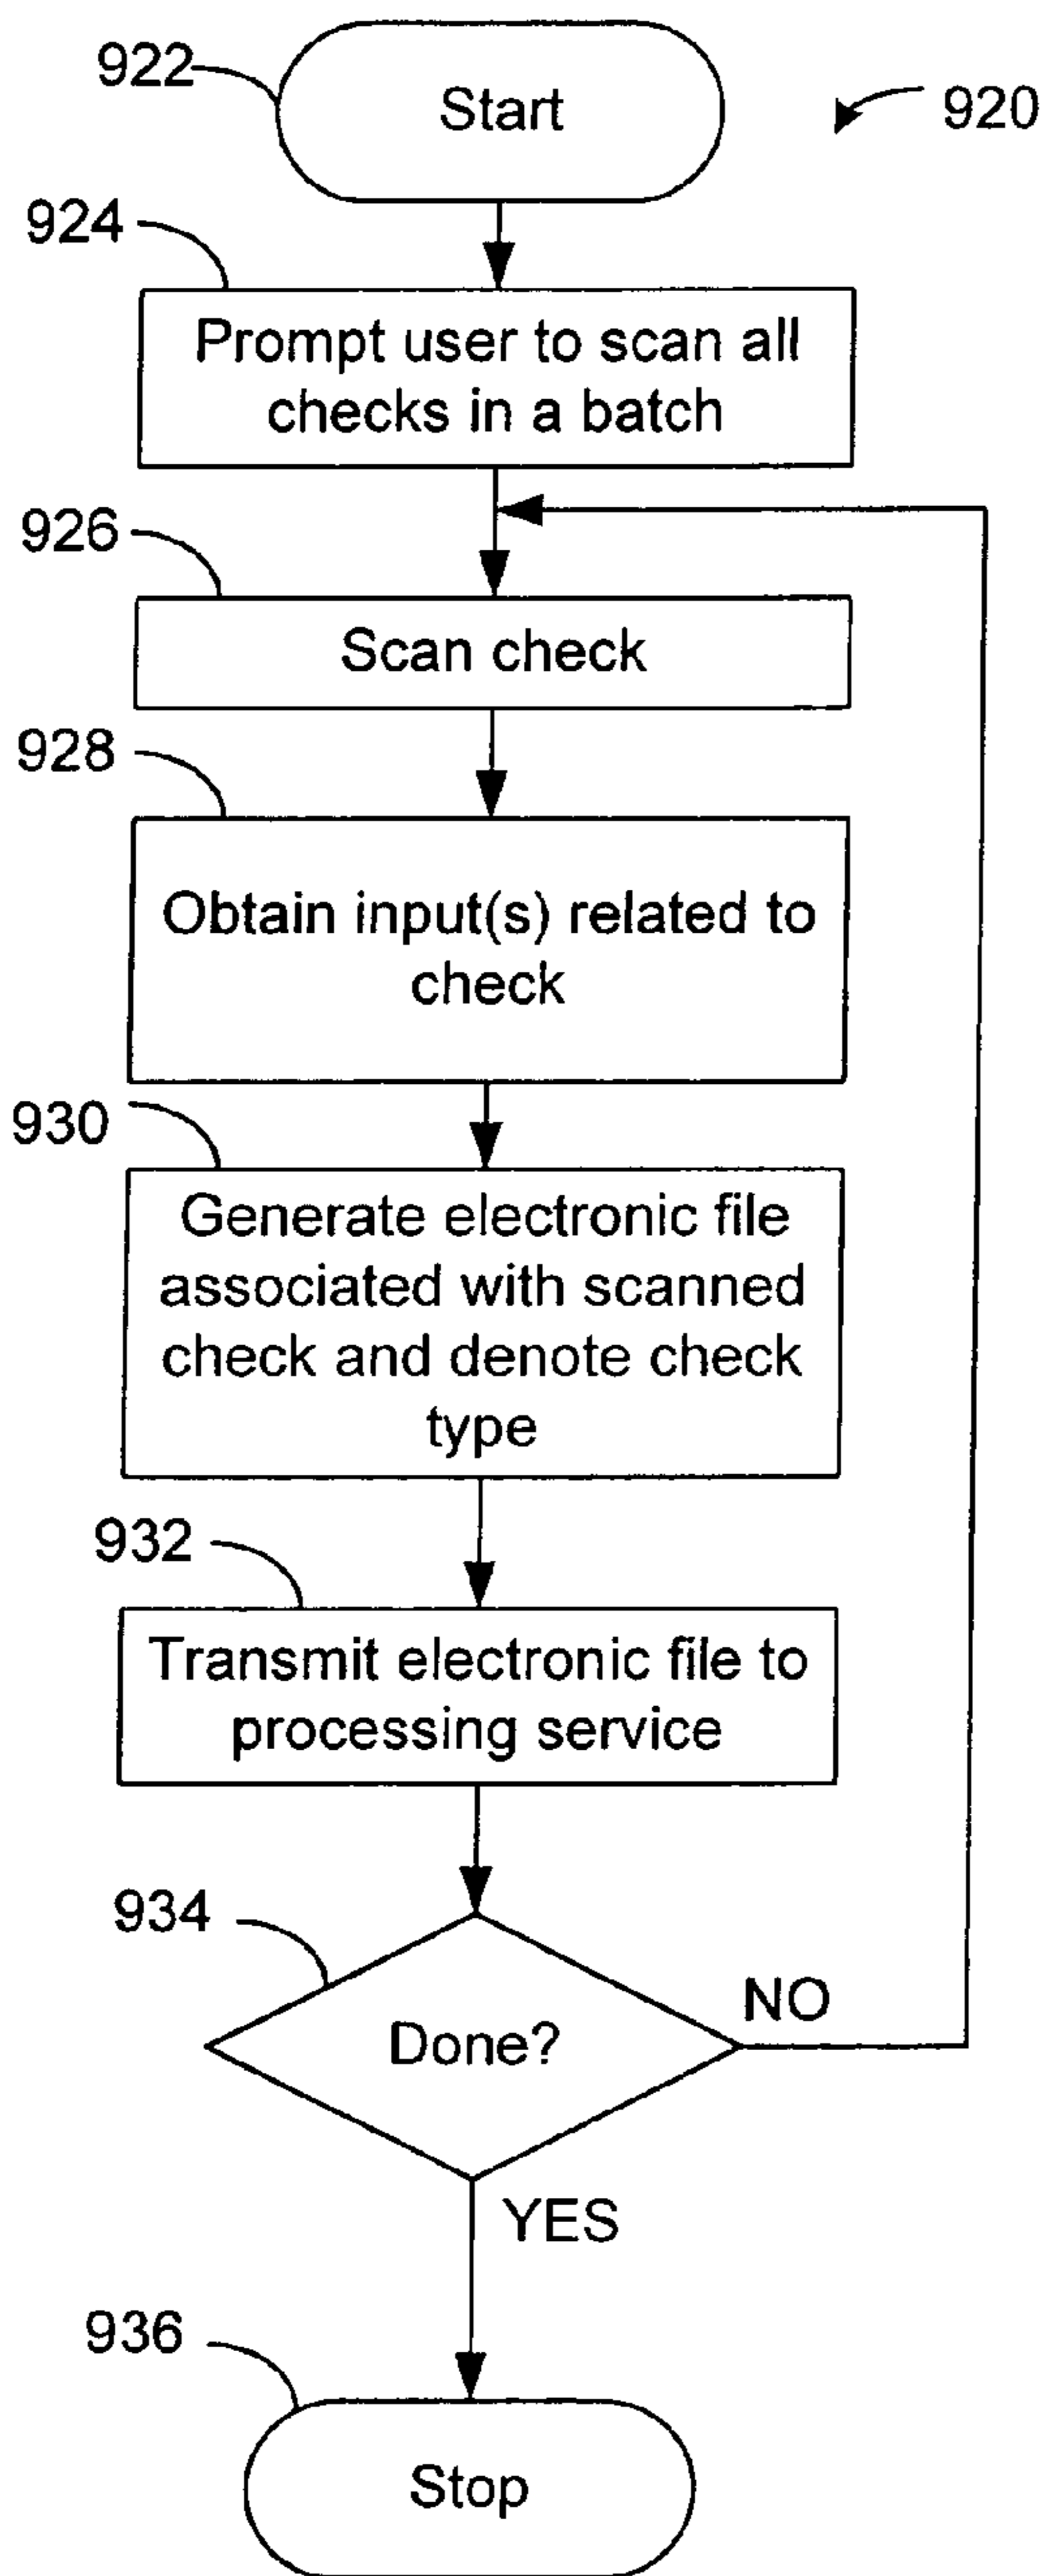 922
Start
920
924
Prompt user to scan all
checks in a batch
926
Scan check
928
Obtain input(s) related to
check
930
Generate electronic file
associated with scanned
check and denote check
type
932
Transmit electronic file to
processing service
934
Done?
NO
YES
936
Stop